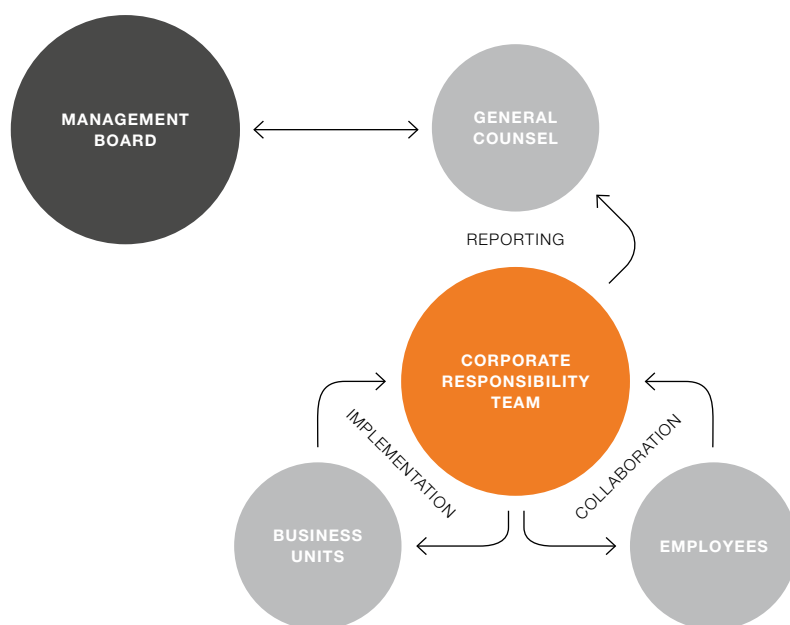 MANAGEMENT
BOARD
GENERAL
COUNSEL
REPORTING
CORPORATE
RESPONSIBILITY
TEAM
IMPLEMENTATION
COLLABORATION
BUSINESS
UNITS
EMPLOYEES